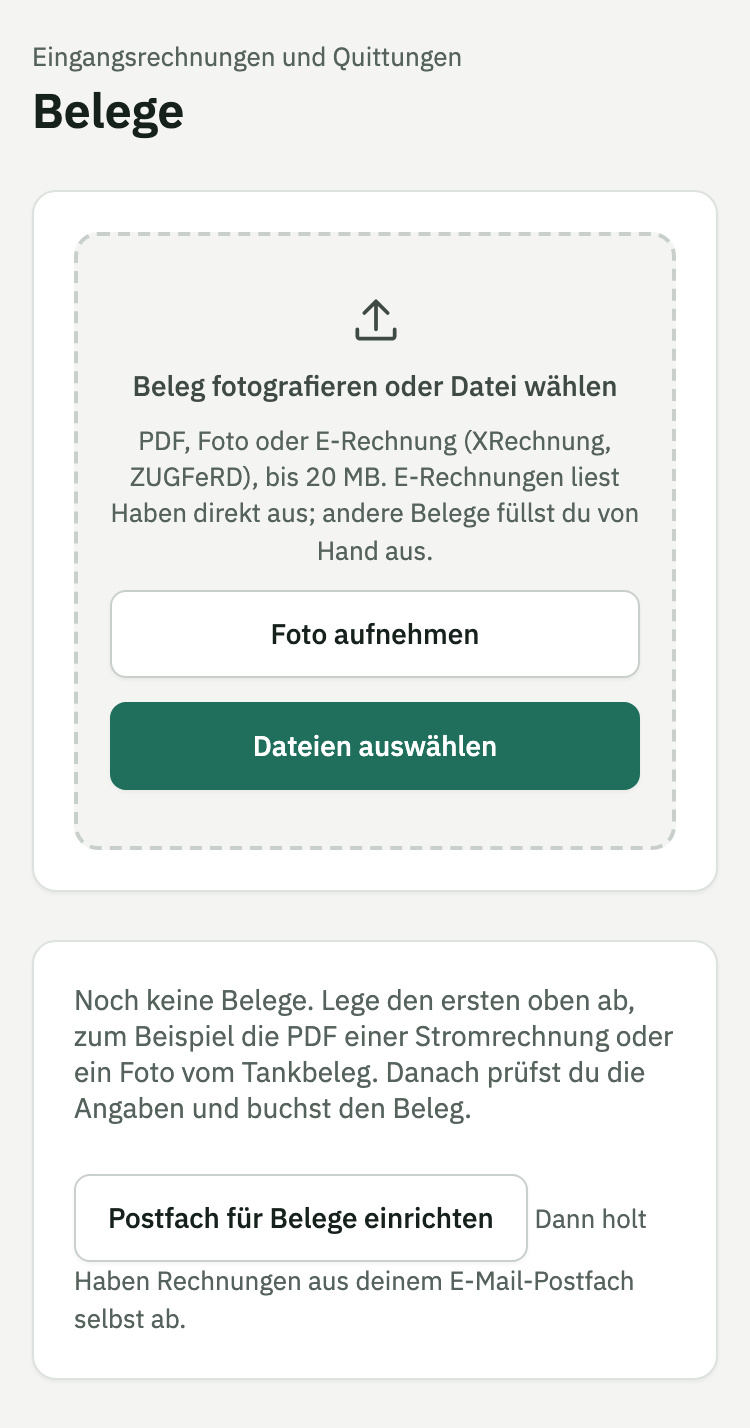 Eingangsrechnungen und Quittungen
Belege
Beleg fotografieren oder Datei wählen
PDF, Foto oder E-Rechnung (XRechnung,
ZUGFeRD), bis 20 MB. E-Rechnungen liest
Haben direkt aus; andere Belege füllst du von
Hand aus.
Foto aufnehmen
Dateien auswählen
Noch keine Belege. Lege den ersten oben ab,
zum Beispiel die PDF einer Stromrechnung oder
ein Foto vom Tankbeleg. Danach prüfst du die
Angaben und buchst den Beleg.
Postfach für Belege einrichten Dann holt
Haben Rechnungen aus deinem E-Mail-Postfach
selbst ab.